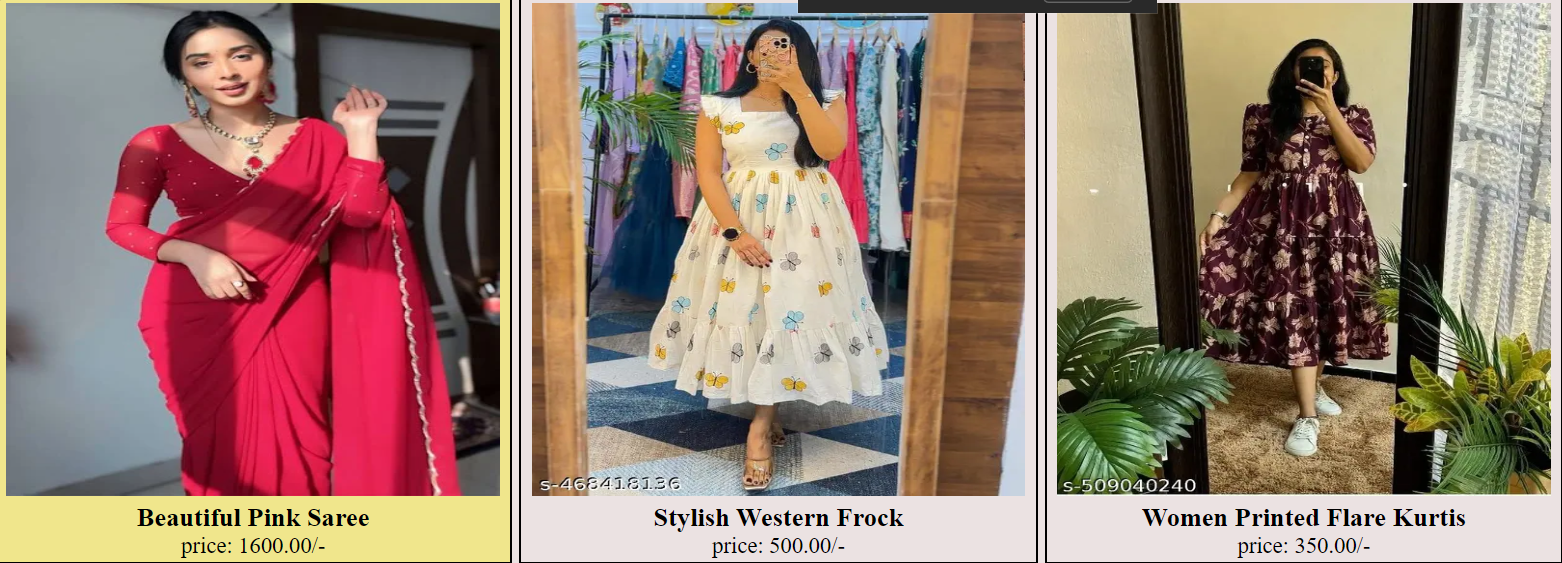 s-468418136
s-509040240
Beautiful Pink Saree
price: 1600.00/-
Stylish Western Frock
price: 500.00/-
Women Printed Flare Kurtis
price: 350.00/-